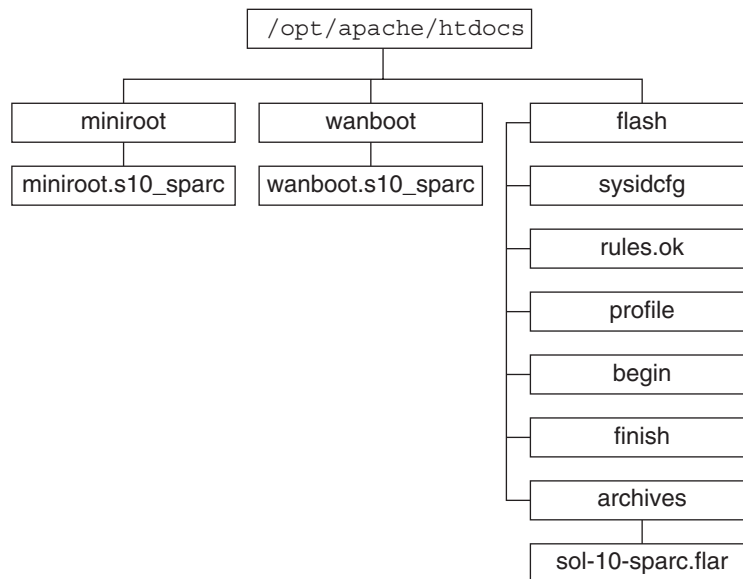 /opt/apache/htdocs
miniroot
wanboot
flash
miniroot.s10_sparc
wanboot.s10_sparc
sysidcfg
rules.ok
profile
begin
finish
archives
sol-10-sparc.flar